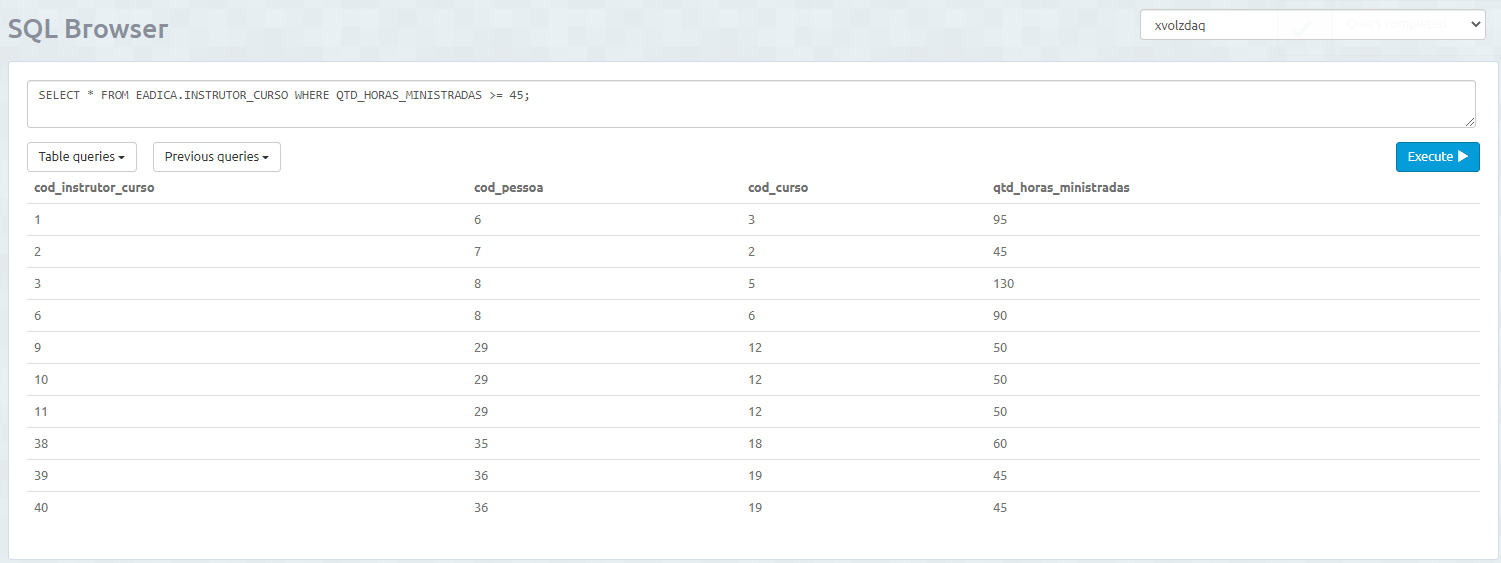 SQL Browser
xvolzdaq
Query completed
SELECT * FROM EADICA.INSTRUTOR_CURSO WHERE QTD_HORAS_MINISTRADAS >= 45;
Table queries Previous queries Execute
cod_instrutor_curso cod_pessoa cod_curso qtd_horas_ministradas
1 6 3 95
2 7 2 45
3 8 5 130
6 8 6 90
9 29 12 50
10 29 12 50
11 29 12 50
38 35 18 60
39 36 19 45
40 36 19 45